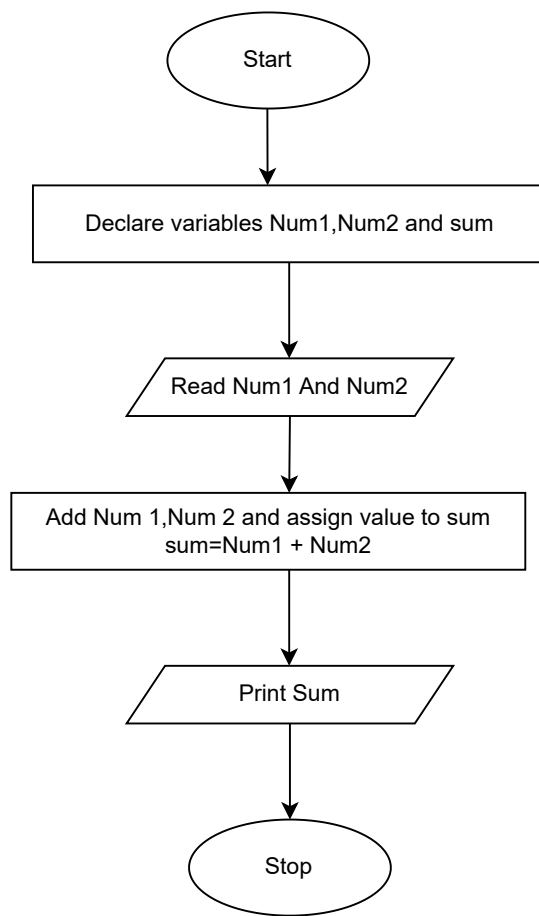 Start
Declare variables Num1,Num2 and sum
Read Num1 And Num2
Add Num 1,Num 2 and assign value to sum
sum=Num1 + Num2
Print Sum
Stop